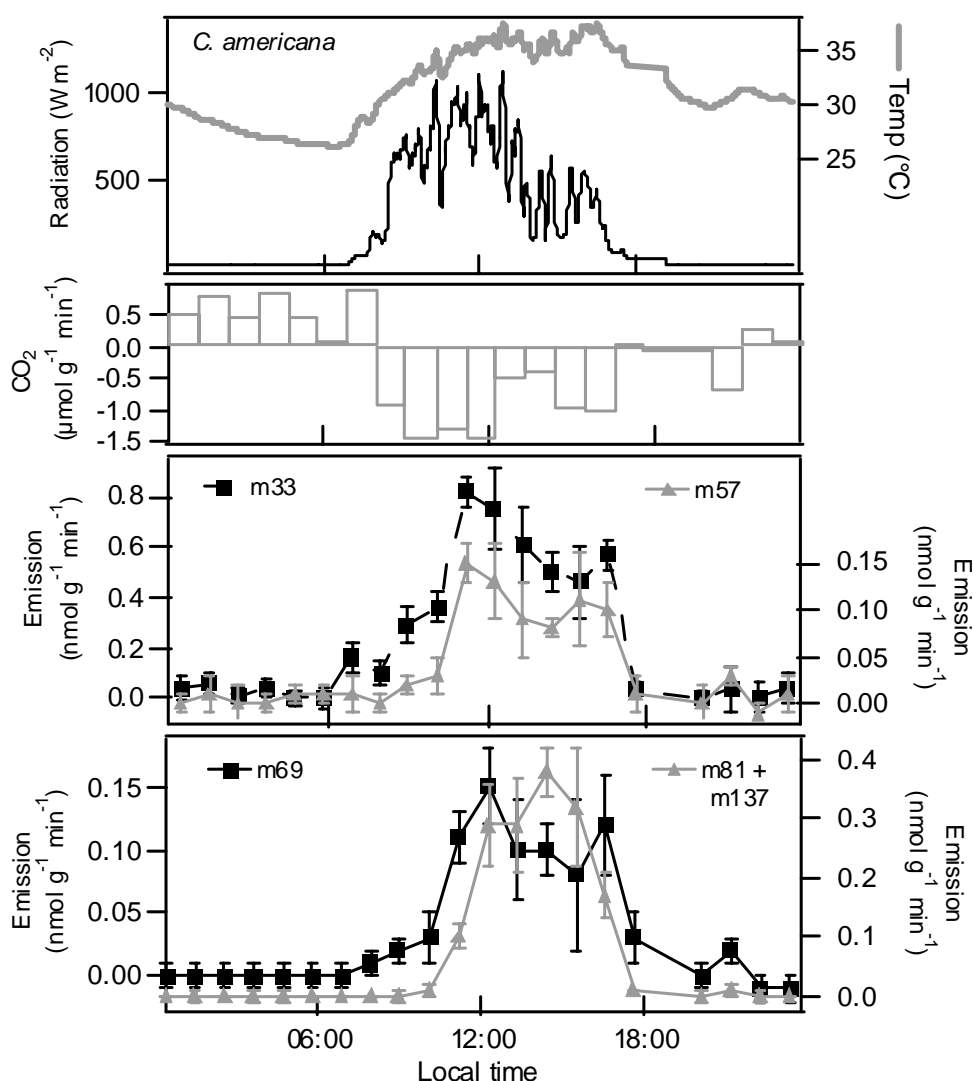 C. americana
Radiation (W m⁻²)
1000
500
35
30
25
Temp (°C)
CO₂
(µmol g⁻¹ min⁻¹)
0.5
0.0
-0.5
-1.0
-1.5
m33
m57
Emission
(nmol g⁻¹ min⁻¹)
0.8
0.6
0.4
0.2
0.0
0.15
0.10
0.05
0.00
Emission
(nmol g⁻¹ min⁻¹)
m69
m81 +
m137
Emission
(nmol g⁻¹ min⁻¹)
0.15
0.10
0.05
0.00
0.4
0.3
0.2
0.1
0.0
Emission
(nmol g⁻¹ min⁻¹)
06:00
12:00
18:00
Local time